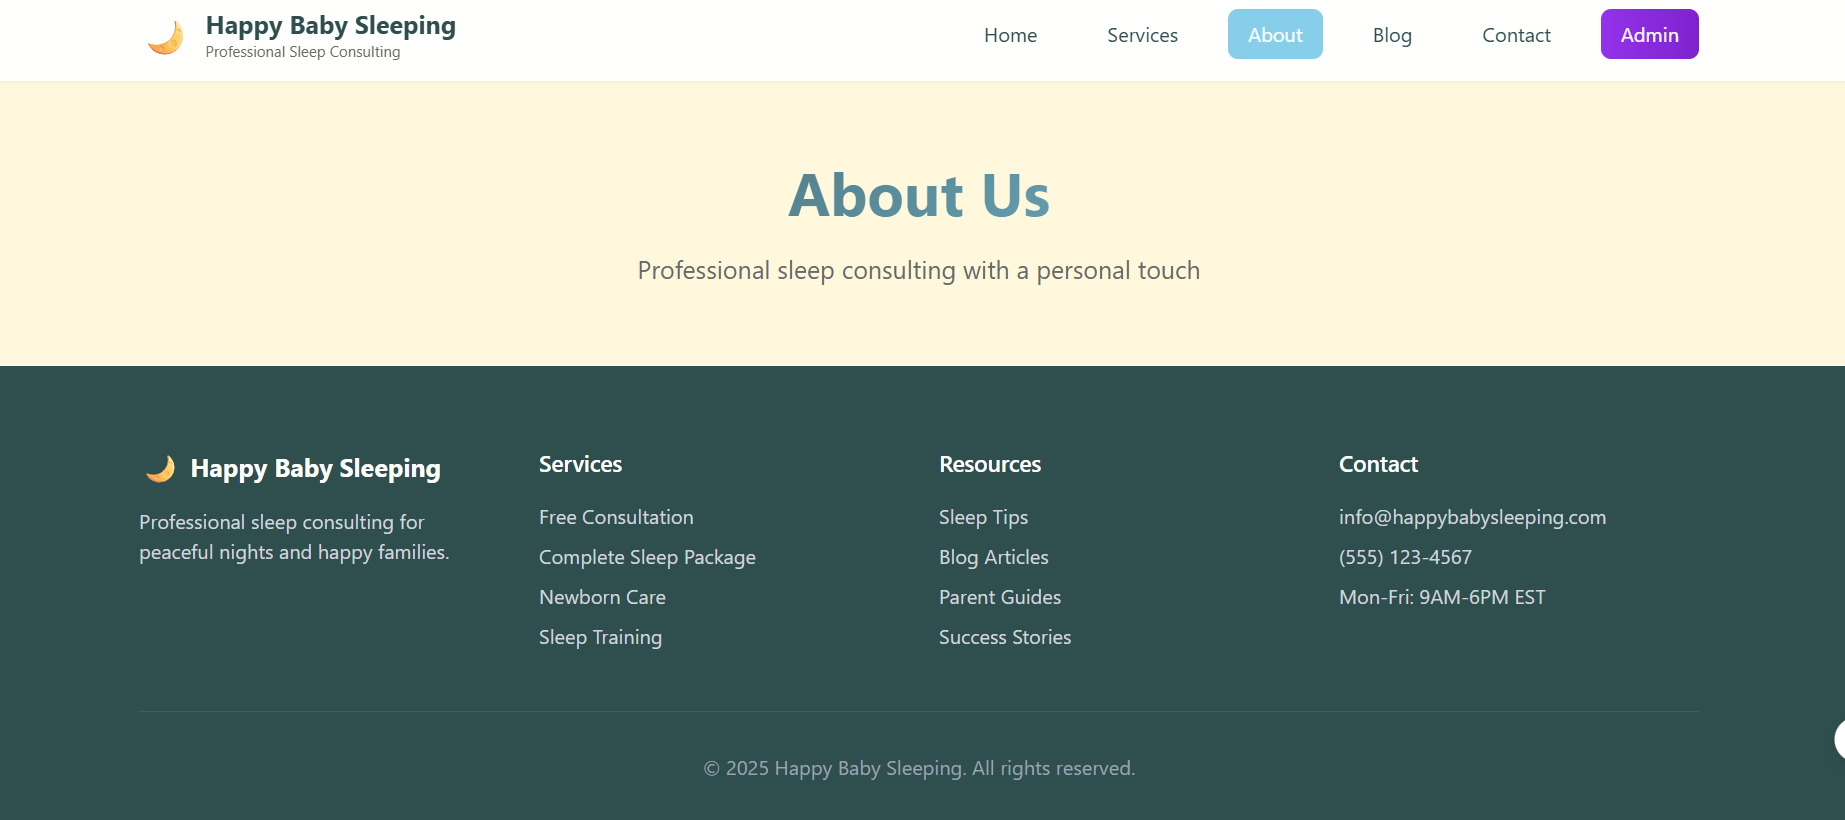 Happy Baby Sleeping
Professional Sleep Consulting
Home
Services
About
Blog
Contact
Admin
About Us
Professional sleep consulting with a personal touch
Happy Baby Sleeping
Professional sleep consulting for
peaceful nights and happy families.
Services
Free Consultation
Complete Sleep Package
Newborn Care
Sleep Training
Resources
Sleep Tips
Blog Articles
Parent Guides
Success Stories
Contact
info@happybabysleeping.com
(555) 123-4567
Mon-Fri: 9AM-6PM EST
© 2025 Happy Baby Sleeping. All rights reserved.